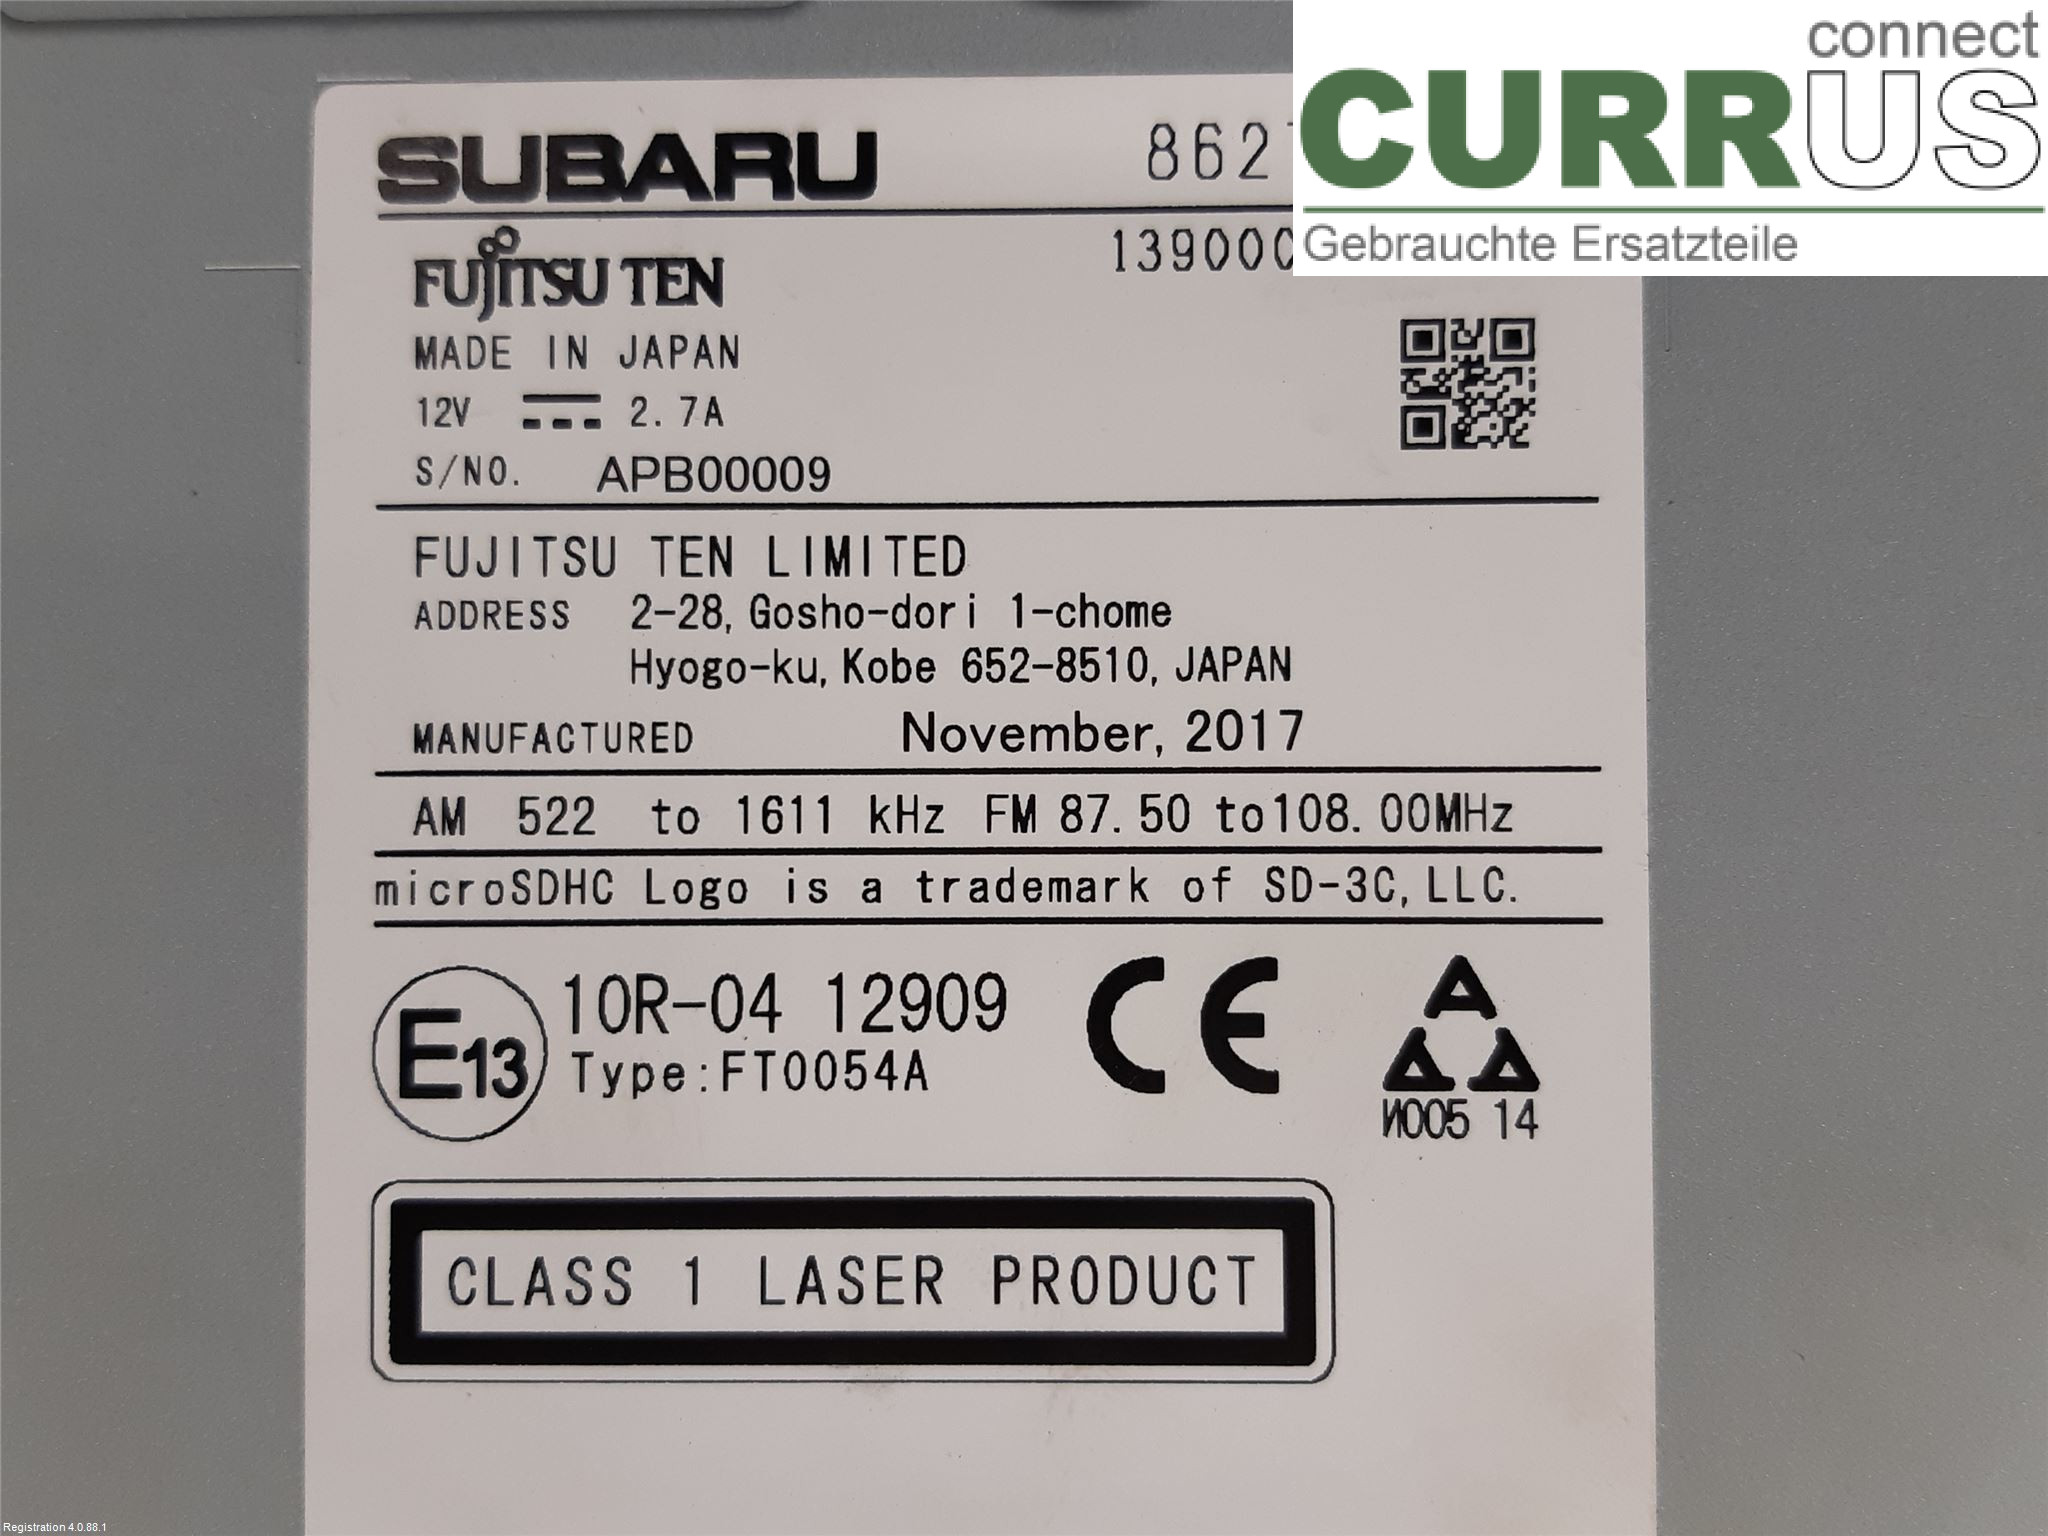 connect
CURRUS
Gebrauchte Ersatzteile
SUBARU 862
FUJITSU TEN 139000
MADE IN JAPAN
12V 2.7A
S/NO. APB00009
FUJITSU TEN LIMITED
ADDRESS 2-28, Gosho-dori 1-chome
Hyogo-ku, Kobe 652-8510, JAPAN
MANUFACTURED November, 2017
AM 522 to 1611 kHz FM 87.50 to 108.00MHz
microSDHC Logo is a trademark of SD-3C, LLC.
E13 10R-04 12909
Type:FT0054A
CE
И005 14
CLASS 1 LASER PRODUCT
Registration 4.0.88.1